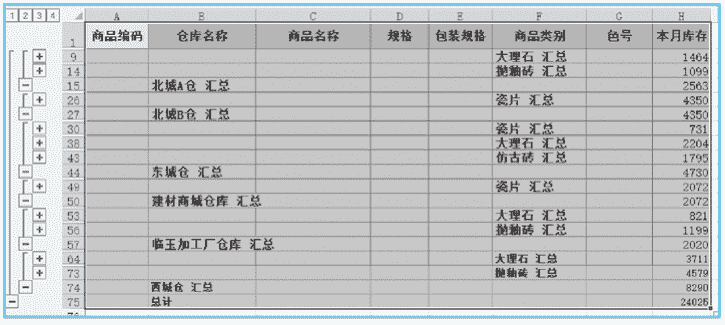 1 2 3 4 A B C D E F G H
1 商品编码 仓库名称 商品名称 规格 包装规格 商品类别 色号 本月库存
9 大理石 汇总 1464
14 抛釉砖 汇总 1099
15 北城A仓 汇总 2563
26 瓷片 汇总 4350
27 北城B仓 汇总 4350
30 瓷片 汇总 731
38 大理石 汇总 2204
43 仿古砖 汇总 1795
44 东城仓 汇总 4730
49 瓷片 汇总 2072
50 建材商城仓库 汇总 2072
53 大理石 汇总 821
56 抛釉砖 汇总 1199
57 临玉加工厂仓库 汇总 2020
64 大理石 汇总 3711
73 抛釉砖 汇总 4579
74 西城仓 汇总 8290
75 总计 24025